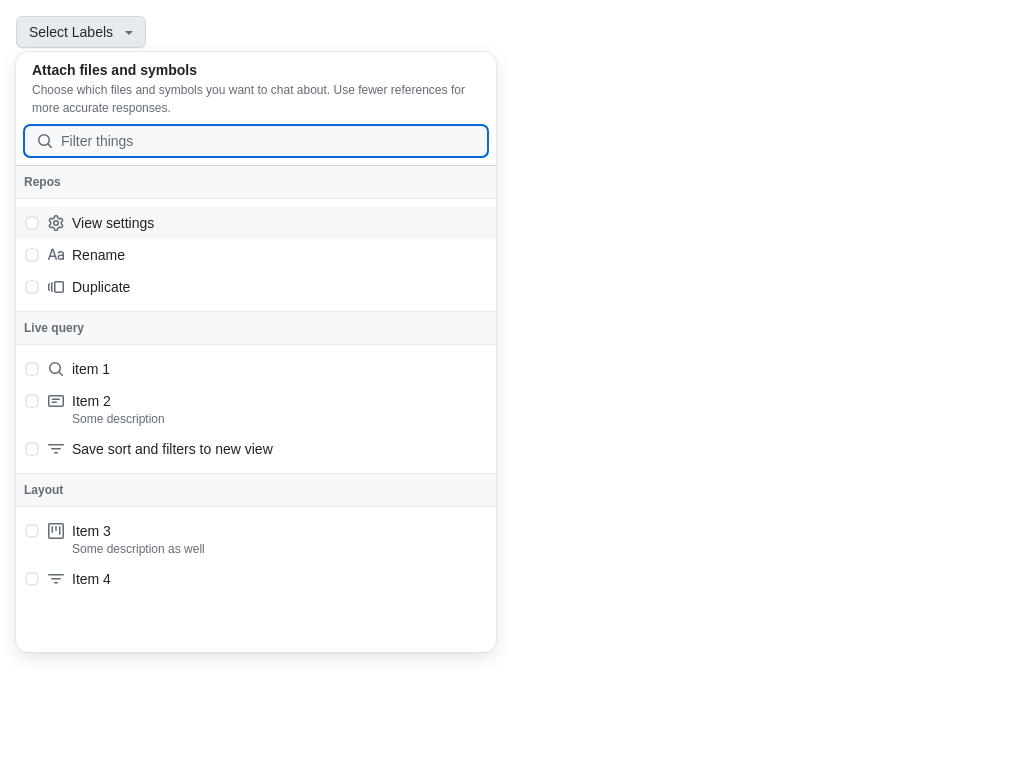 Select Labels
Attach files and symbols
Choose which files and symbols you want to chat about. Use fewer references for
more accurate responses.
Filter things
Repos
View settings
Rename
Duplicate
Live query
item 1
Item 2
Some description
Save sort and filters to new view
Layout
Item 3
Some description as well
Item 4